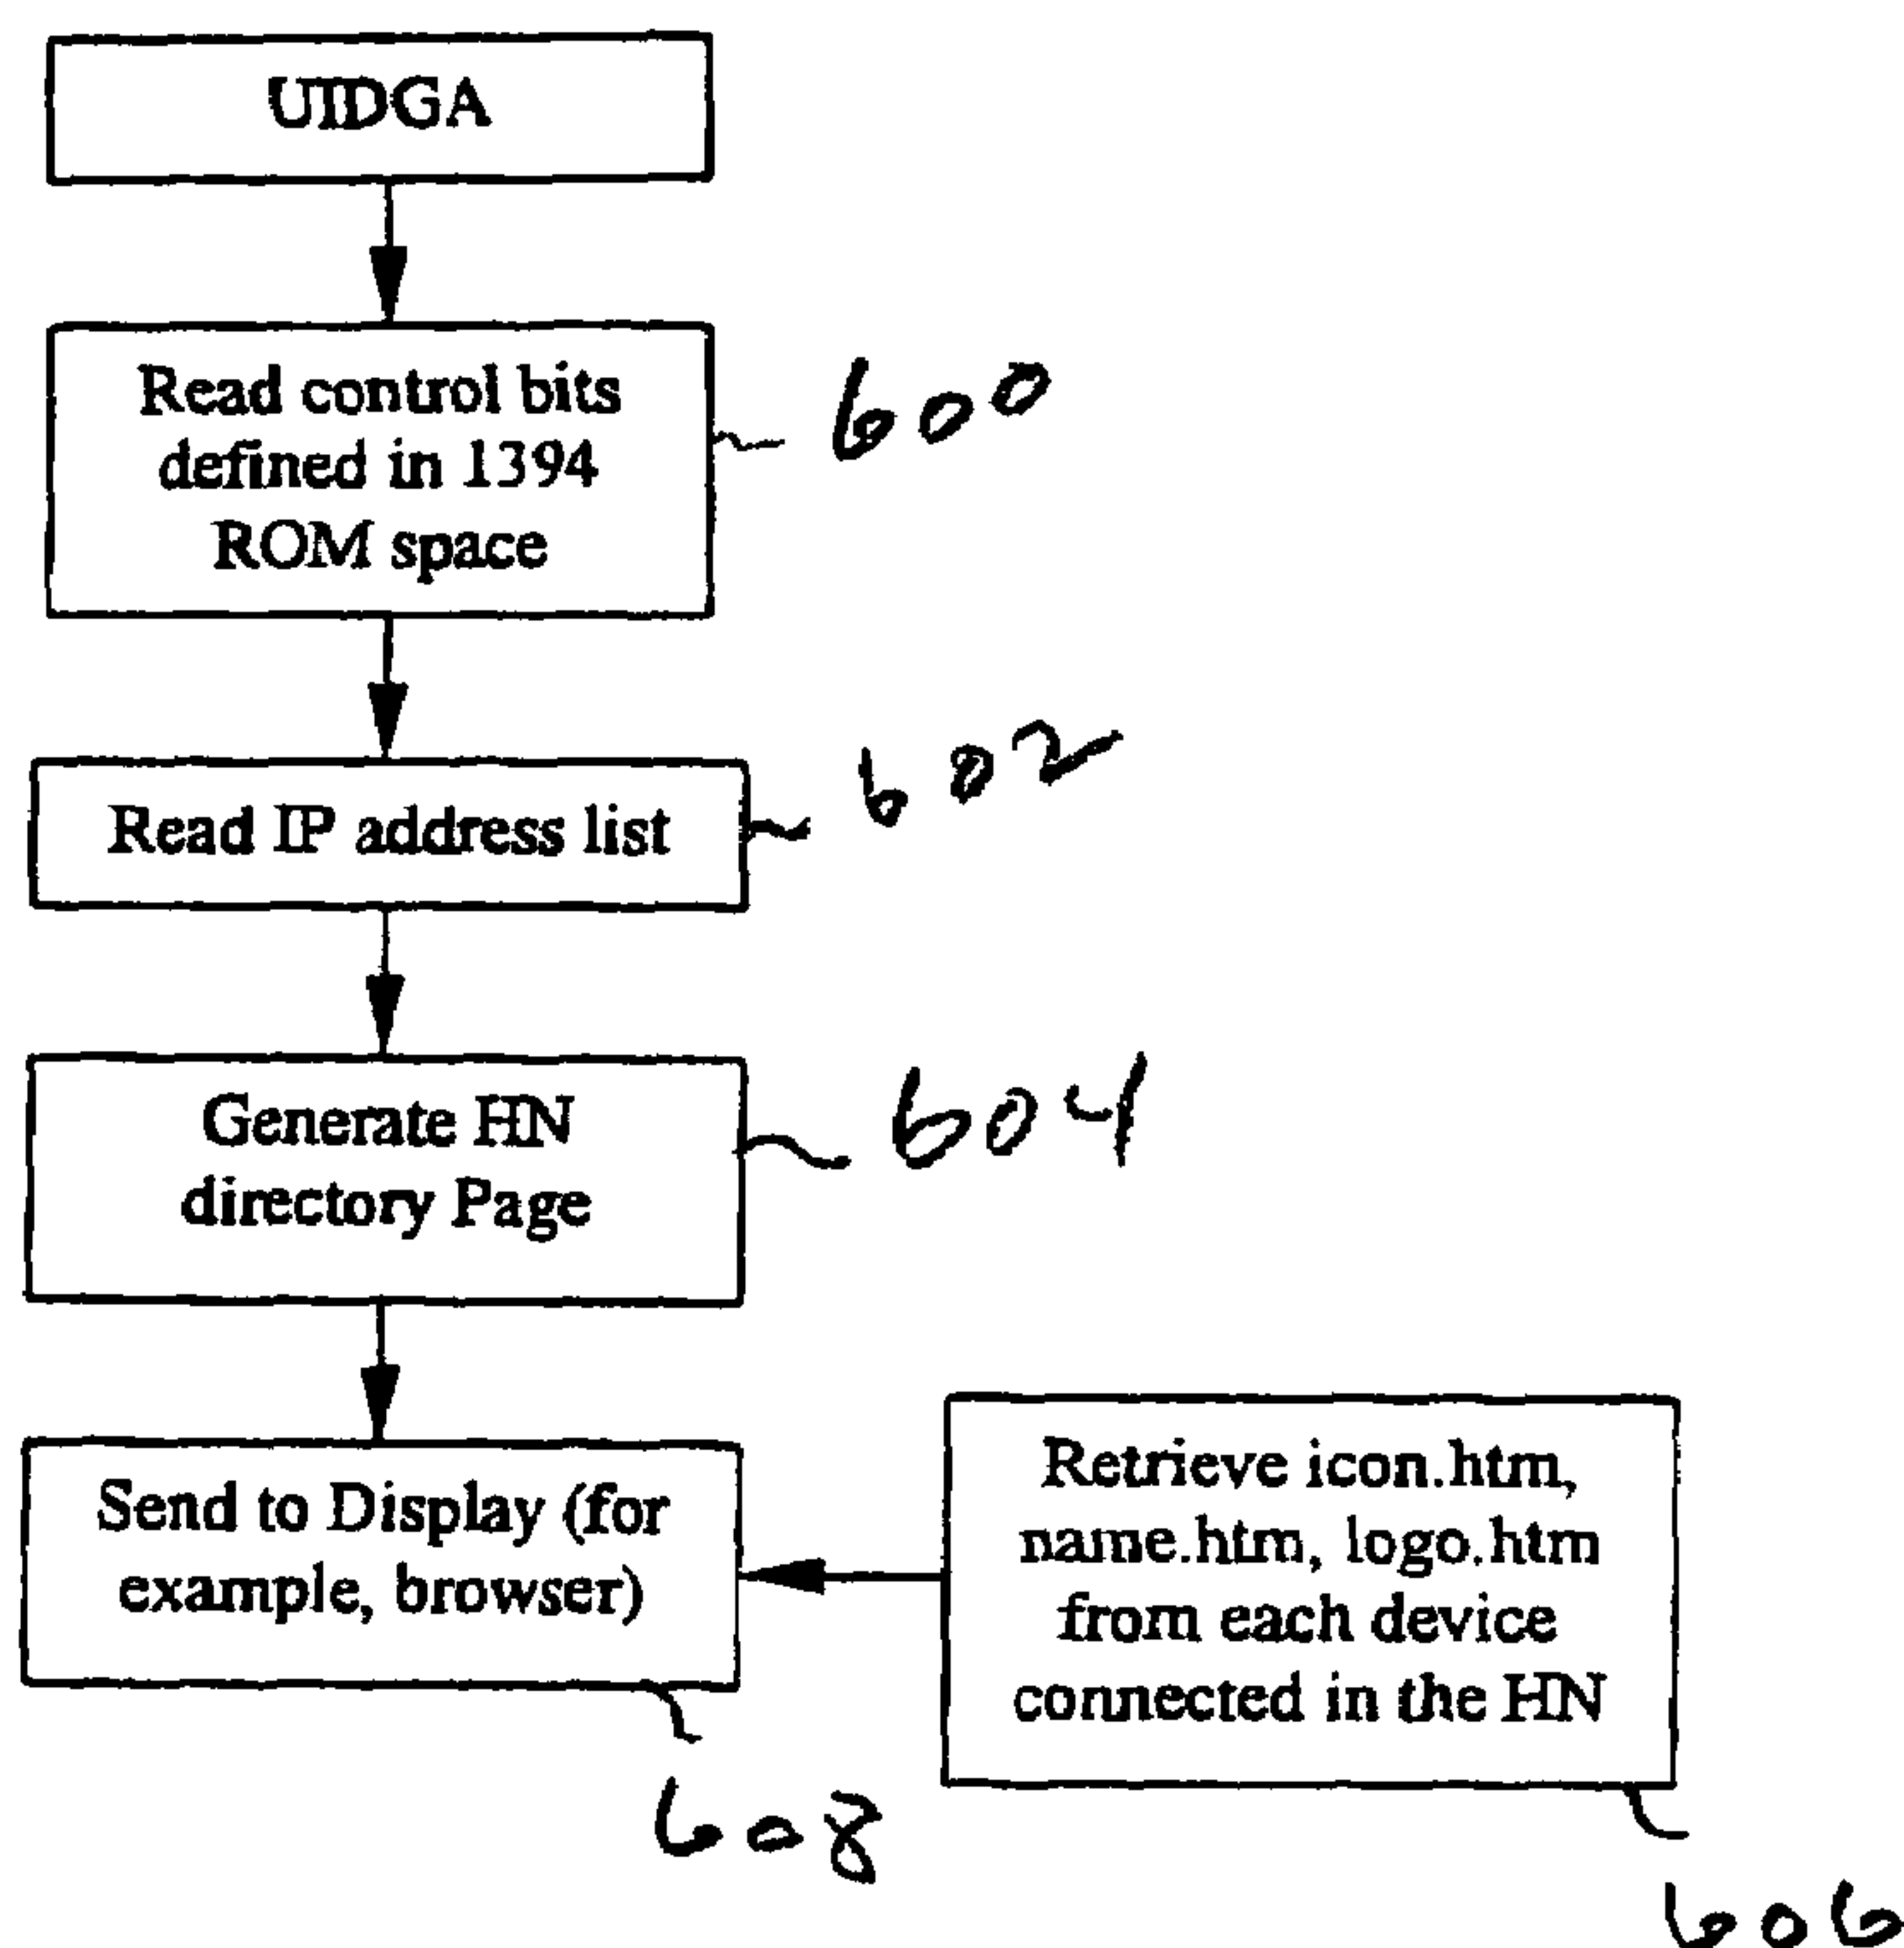 UIDGA
Read control bits
defined in 1394
ROM space
600
Read IP address list
602
Generate HN
directory Page
604
Send to Display (for
example, browser)
608
Retrieve icon.htm,
name.htm, logo.htm
from each device
connected in the HN
606